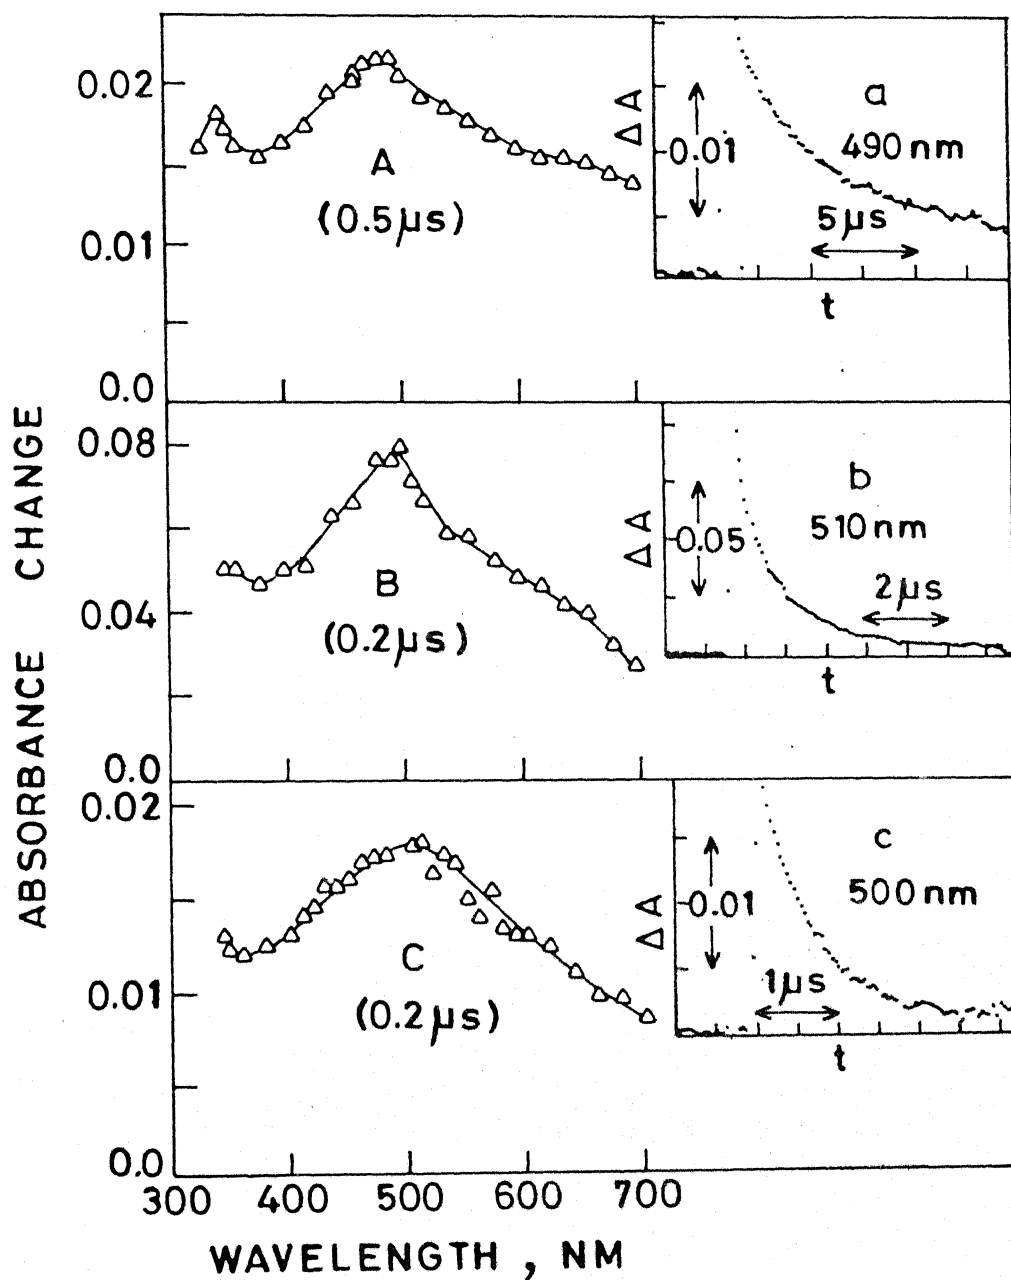 ABSORBANCE CHANGE
0.02
0.01
0.0
A
(0.5µs)
ΔA
0.01
a
490 nm
5µs
t
0.08
0.04
0.0
B
(0.2µs)
ΔA
0.05
b
510 nm
2µs
t
0.02
0.01
0.0
C
(0.2µs)
ΔA
0.01
c
500 nm
1µs
t
300 400 500 600 700
WAVELENGTH , NM